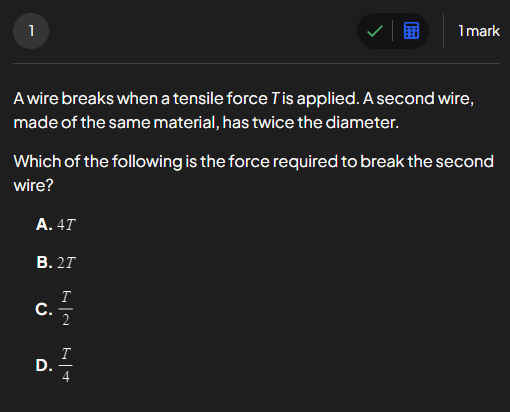 1
1 mark
A wire breaks when a tensile force T is applied. A second wire,
made of the same material, has twice the diameter.
Which of the following is the force required to break the second
wire?
A. 4T
B. 2T
C. T/2
D. T/4